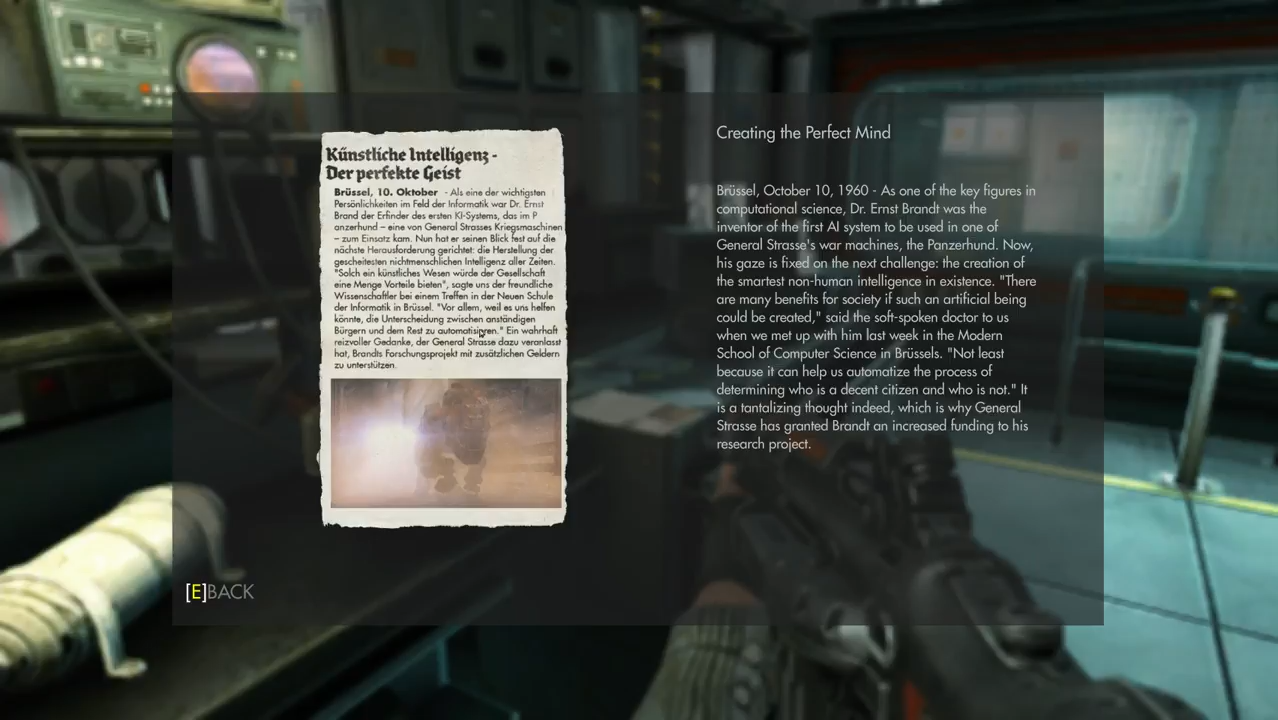 Künstliche Intelligenz -
Der perfekte Geist
Brüssel, 10. Oktober - Als eine der wichtigsten
Persönlichkeiten im Feld der Informatik war Dr. Ernst
Brand der Erfinder des ersten KI-Systems, das im P
anzerhund – eine von General Strasses Kriegsmaschinen
– zum Einsatz kam. Nun hat er seinen Blick fest auf die
nächste Herausforderung gerichtet: die Herstellung der
gescheitesten nichtmenschlichen Intelligenz aller Zeiten.
"Solch ein künstliches Wesen würde der Gesellschaft
eine Menge Vorteile bieten", sagte uns der freundliche
Wissenschaftler bei einem Treffen in der Neuen Schule
der Informatik in Brüssel. "Vor allem, weil es uns helfen
könnte, die Unterscheidung zwischen anständigen
Bürgern und dem Rest zu automatisieren." Ein wahrhaft
reizvoller Gedanke, der General Strasse dazu veranlasst
hat, Brandts Forschungsprojekt mit zusätzlichen Geldern
zu unterstützen.
Creating the Perfect Mind
Brüssel, October 10, 1960 - As one of the key figures in
computational science, Dr. Ernst Brandt was the
inventor of the first AI system to be used in one of
General Strasse's war machines, the Panzerhund. Now,
his gaze is fixed on the next challenge: the creation of
the smartest non-human intelligence in existence. "There
are many benefits for society if such an artificial being
could be created," said the soft-spoken doctor to us
when we met up with him last week in the Modern
School of Computer Science in Brüssels. "Not least
because it can help us automatize the process of
determining who is a decent citizen and who is not." It
is a tantalizing thought indeed, which is why General
Strasse has granted Brandt an increased funding to his
research project.
[E]BACK